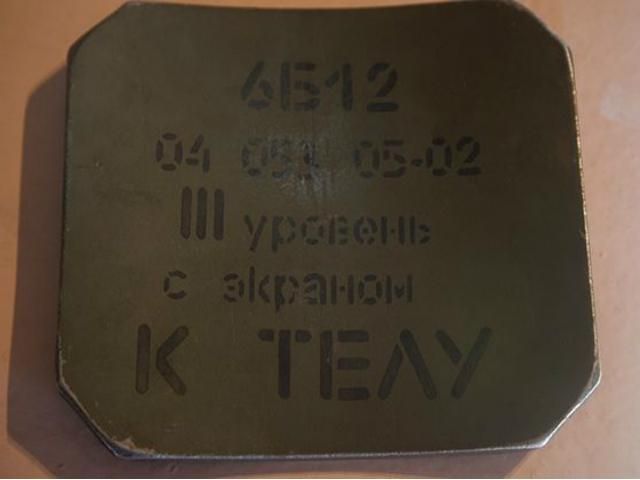 6Б12
04 05-02
III уровень
с экраном
К ТЕЛУ